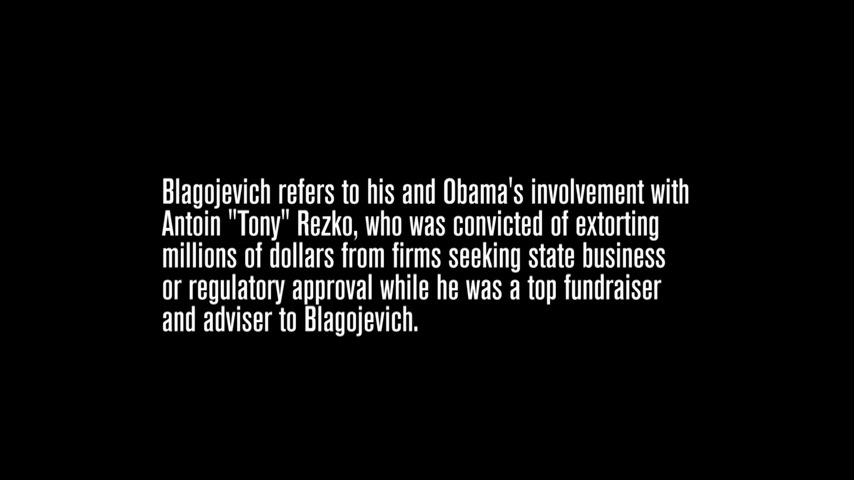 Blagojevich refers to his and Obama's involvement with
Antoin "Tony" Rezko, who was convicted of extorting
millions of dollars from firms seeking state business
or regulatory approval while he was a top fundraiser
and adviser to Blagojevich.